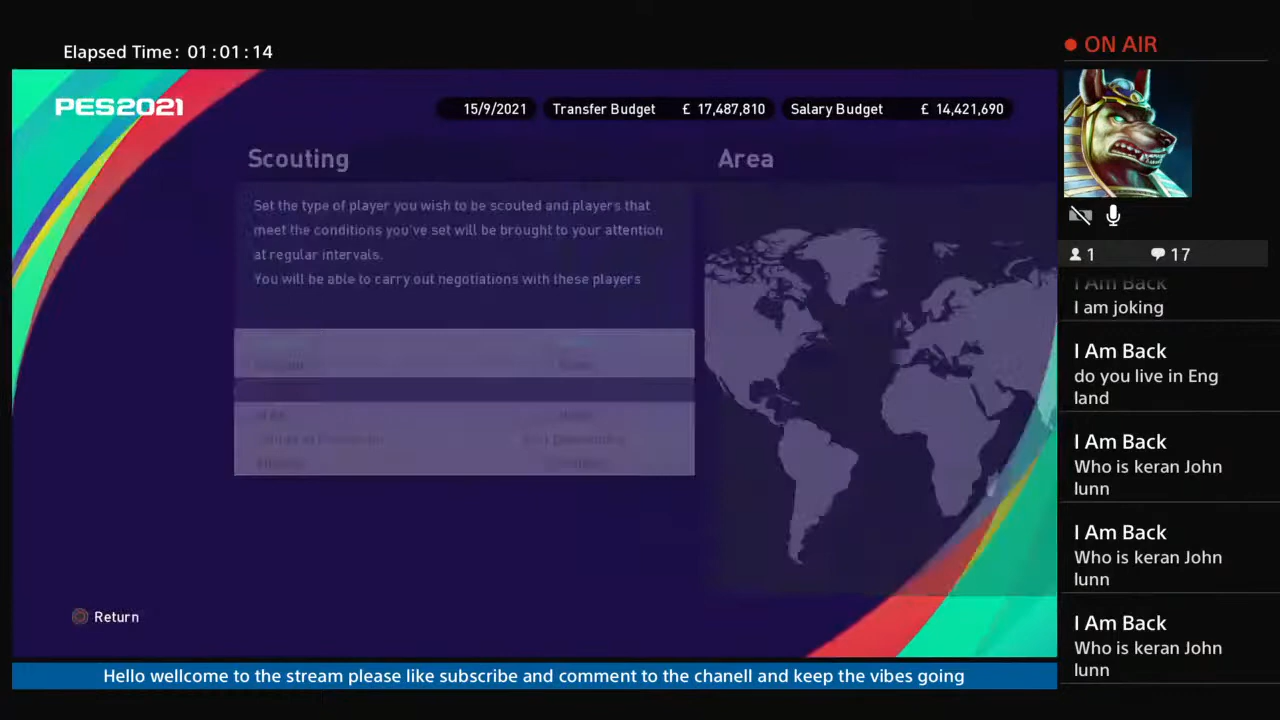 Elapsed Time: 01:01:14
ON AIR
PES2021
15/9/2021
Transfer Budget £ 17,487,810
Salary Budget £ 14,421,690
Scouting
Area
Set the type of player you wish to be scouted and players that
meet the conditions you've set will be brought to your attention
at regular intervals.
You will be able to carry out negotiations with these players
Return
1
17
I Am Back
I am joking
I Am Back
do you live in Eng
land
I Am Back
Who is keran John
lunn
I Am Back
Who is keran John
lunn
I Am Back
Who is keran John
lunn
Hello wellcome to the stream please like subscribe and comment to the chanell and keep the vibes going